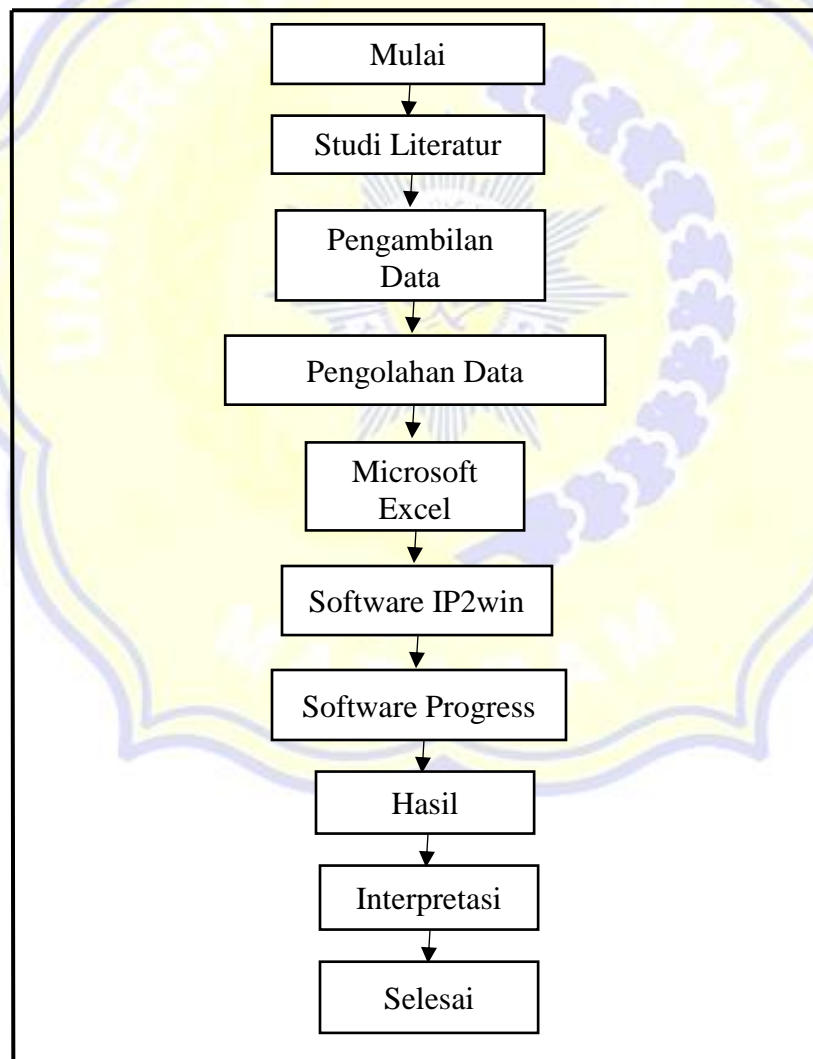 Mulai
Studi Literatur
Pengambilan
Data
Pengolahan Data
Microsoft
Excel
Software IP2win
Software Progress
Hasil
Interpretasi
Selesai